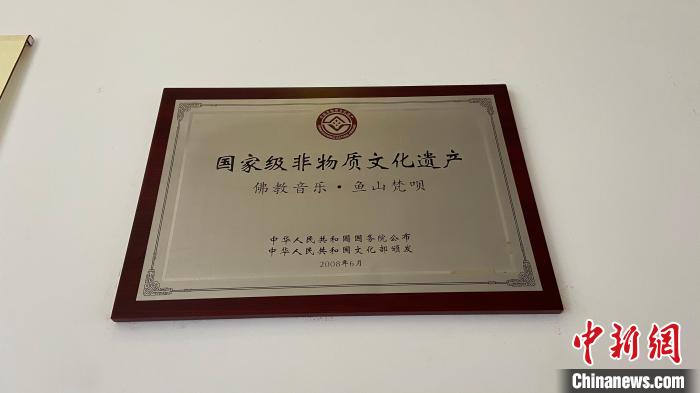 国家级非物质文化遗产
佛教音乐·鱼山梵呗
中华人民共和国国务院公布
中华人民共和国文化部颁发
2008年6月
中新网
Chinanews.com